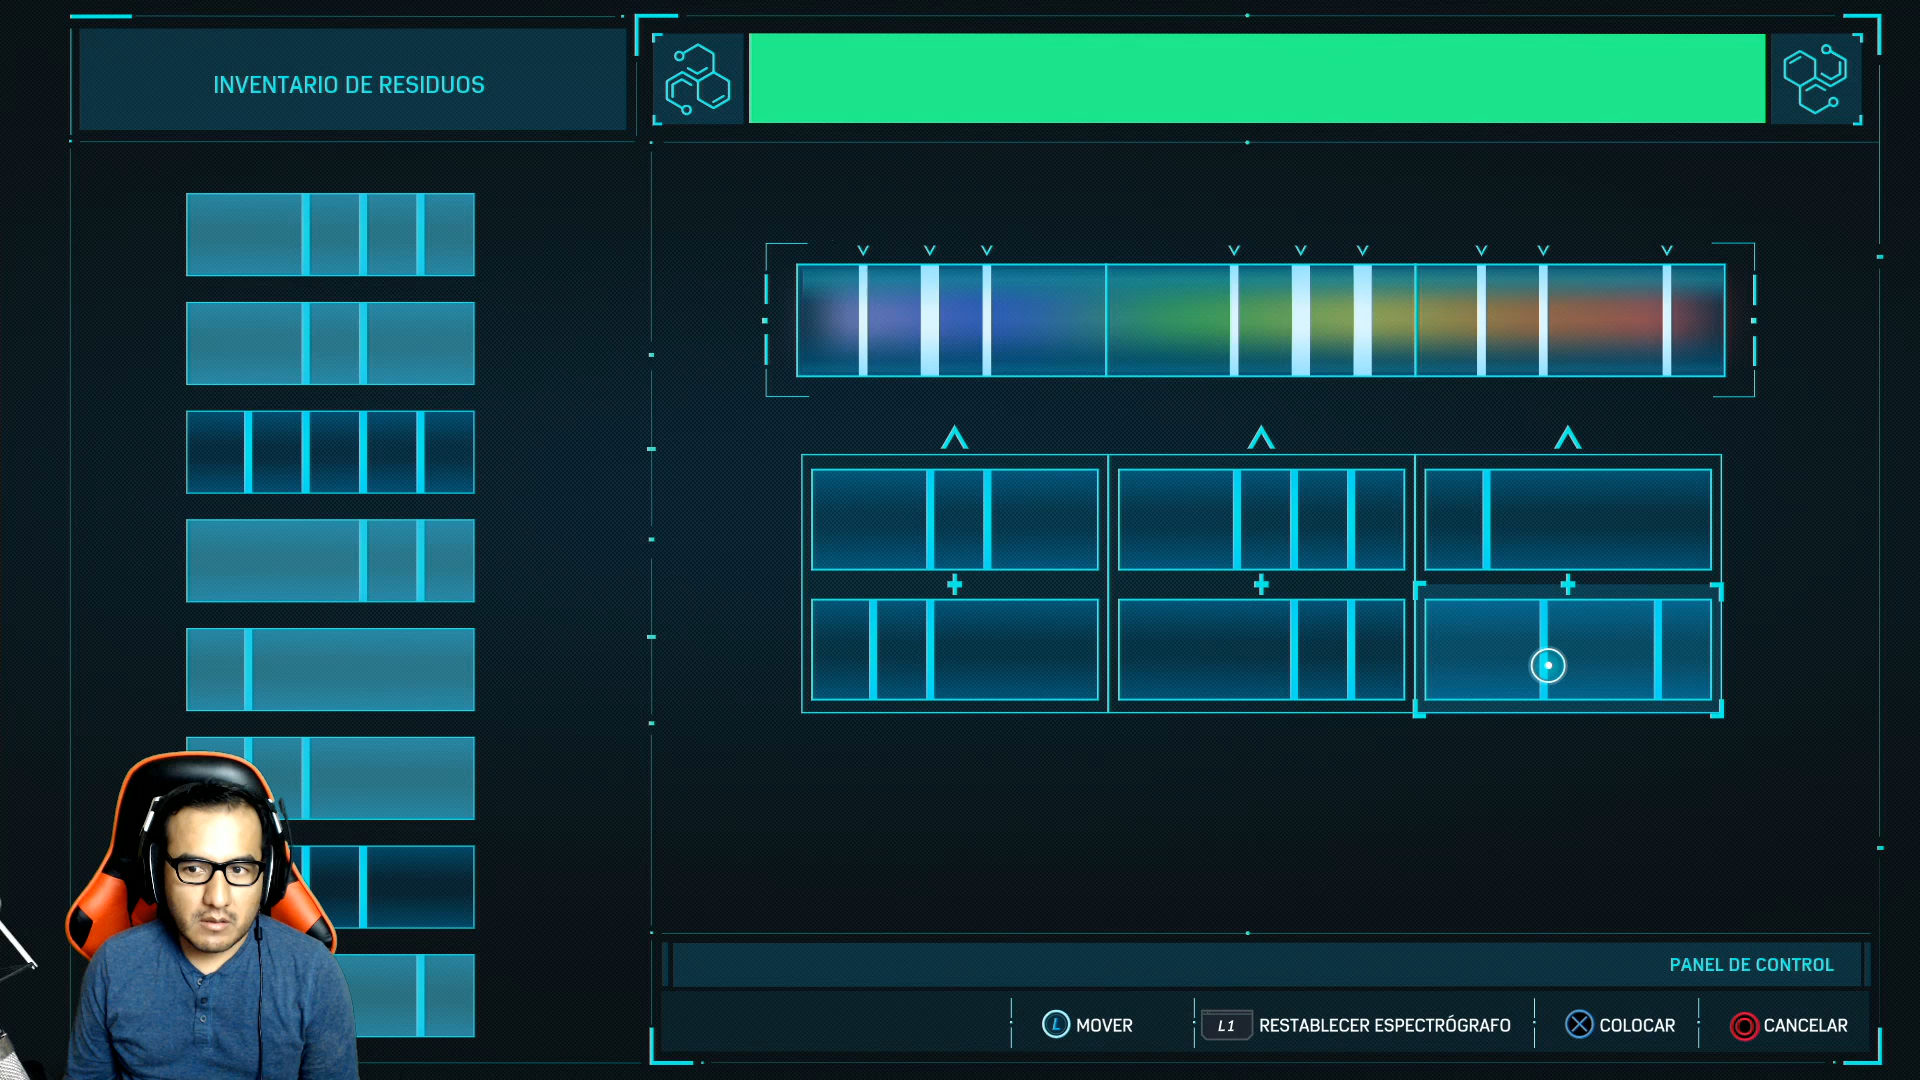 INVENTARIO DE RESIDUOS
PANEL DE CONTROL
L MOVER
L1 RESTABLECER ESPECTRÓGRAFO
COLOCAR
CANCELAR